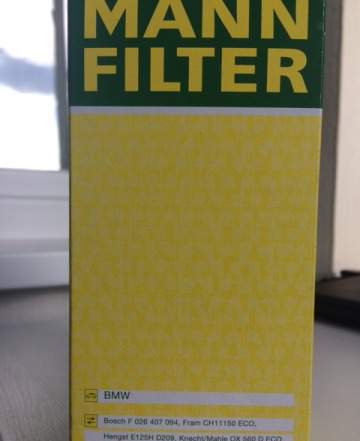 MANN
FILTER
BMW
Bosch F 026 407 094, Fram CH11150 ECO,
Hengst E125H D209, Knecht/Mahle OX 560 D ECO